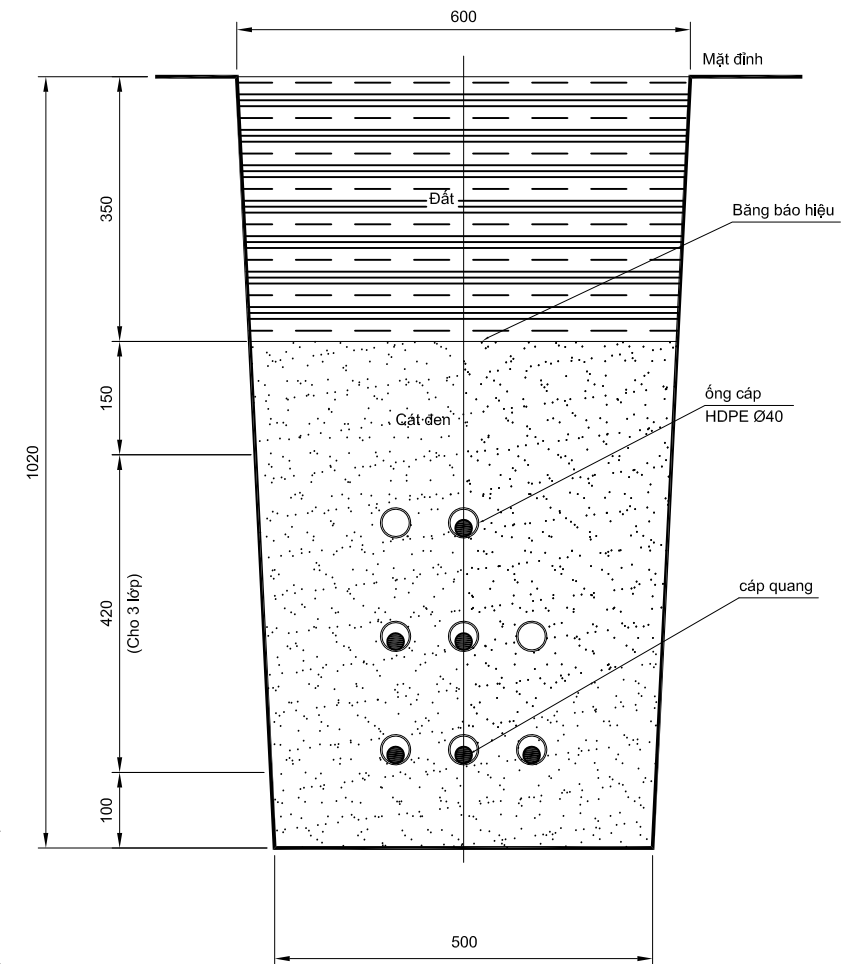 600
Mặt đỉnh
350
Đất
Băng báo hiệu
150
Cát đen
ống cáp
HDPE Ø40
1020
420
(Cho 3 lớp)
cáp quang
100
500